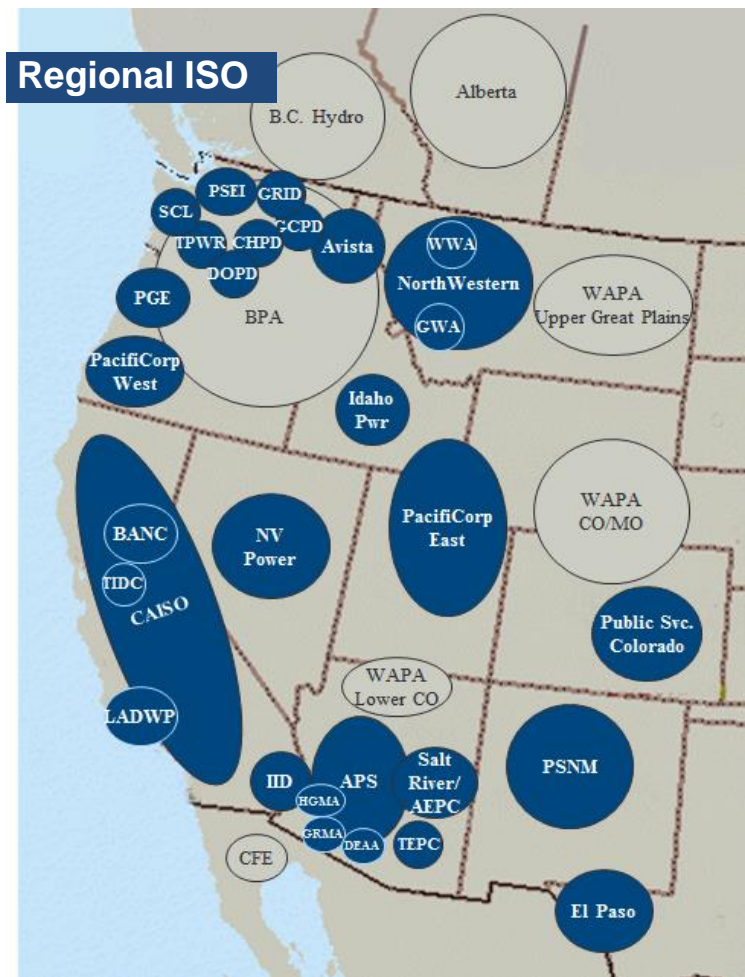 Regional ISO
Alberta
B.C. Hydro
PSEI
GRID
SCL
GCPD
TPWR
CHPD
Avista
DOPD
BPA
PGE
PacifiCorp
West
WWA
NorthWestern
GWA
WAPA
Upper Great Plains
Idaho
Pwr
BANC
TIDC
CAISO
LADWP
NV
Power
PacifiCorp
East
WAPA
CO/MO
Public Svc.
Colorado
WAPA
Lower CO
IID
APS
HGMA
GRMA
DEAA
Salt
River/
AEPC
TEPC
PSNM
CFE
El Paso